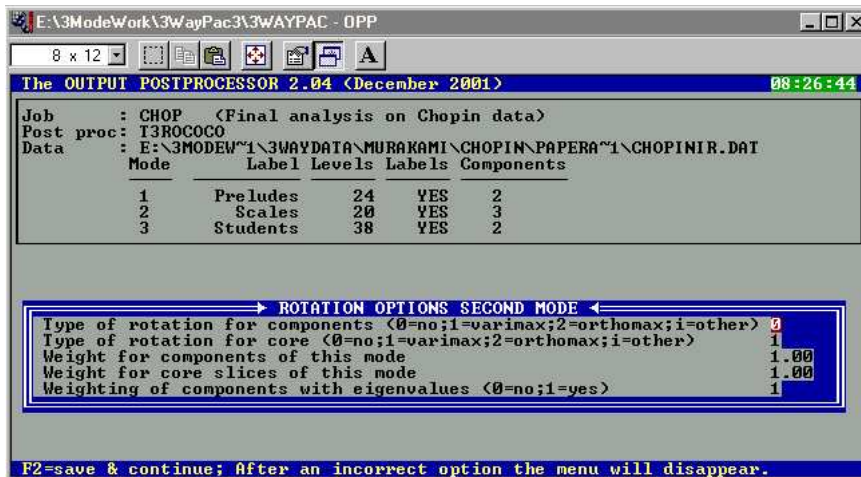 E:\3ModeWork\3WayPac3\3WAYPAC - OPP
8 x 12 A
The OUTPUT POSTPROCESSOR 2.04 (December 2001) 08:26:44
Job : CHOP (Final analysis on Chopin data)
Post proc: T3ROCOCO
Data : E:\3MODEW~1\3WAYDATA\MURAKAMI\CHOPIN\PAPERA~1\CHOPINIR.DAT
Mode Label Levels Labels Components
1 Preludes 24 YES 2
2 Scales 20 YES 3
3 Students 38 YES 2
ROTATION OPTIONS SECOND MODE
Type of rotation for components (0=no;1=varimax;2=orthomax;i=other) 0
Type of rotation for core (0=no;1=varimax;2=orthomax;i=other) 1
Weight for components of this mode 1.00
Weight for core slices of this mode 1.00
Weighting of components with eigenvalues (0=no;1=yes) 1
F2=save & continue; After an incorrect option the menu will disappear.